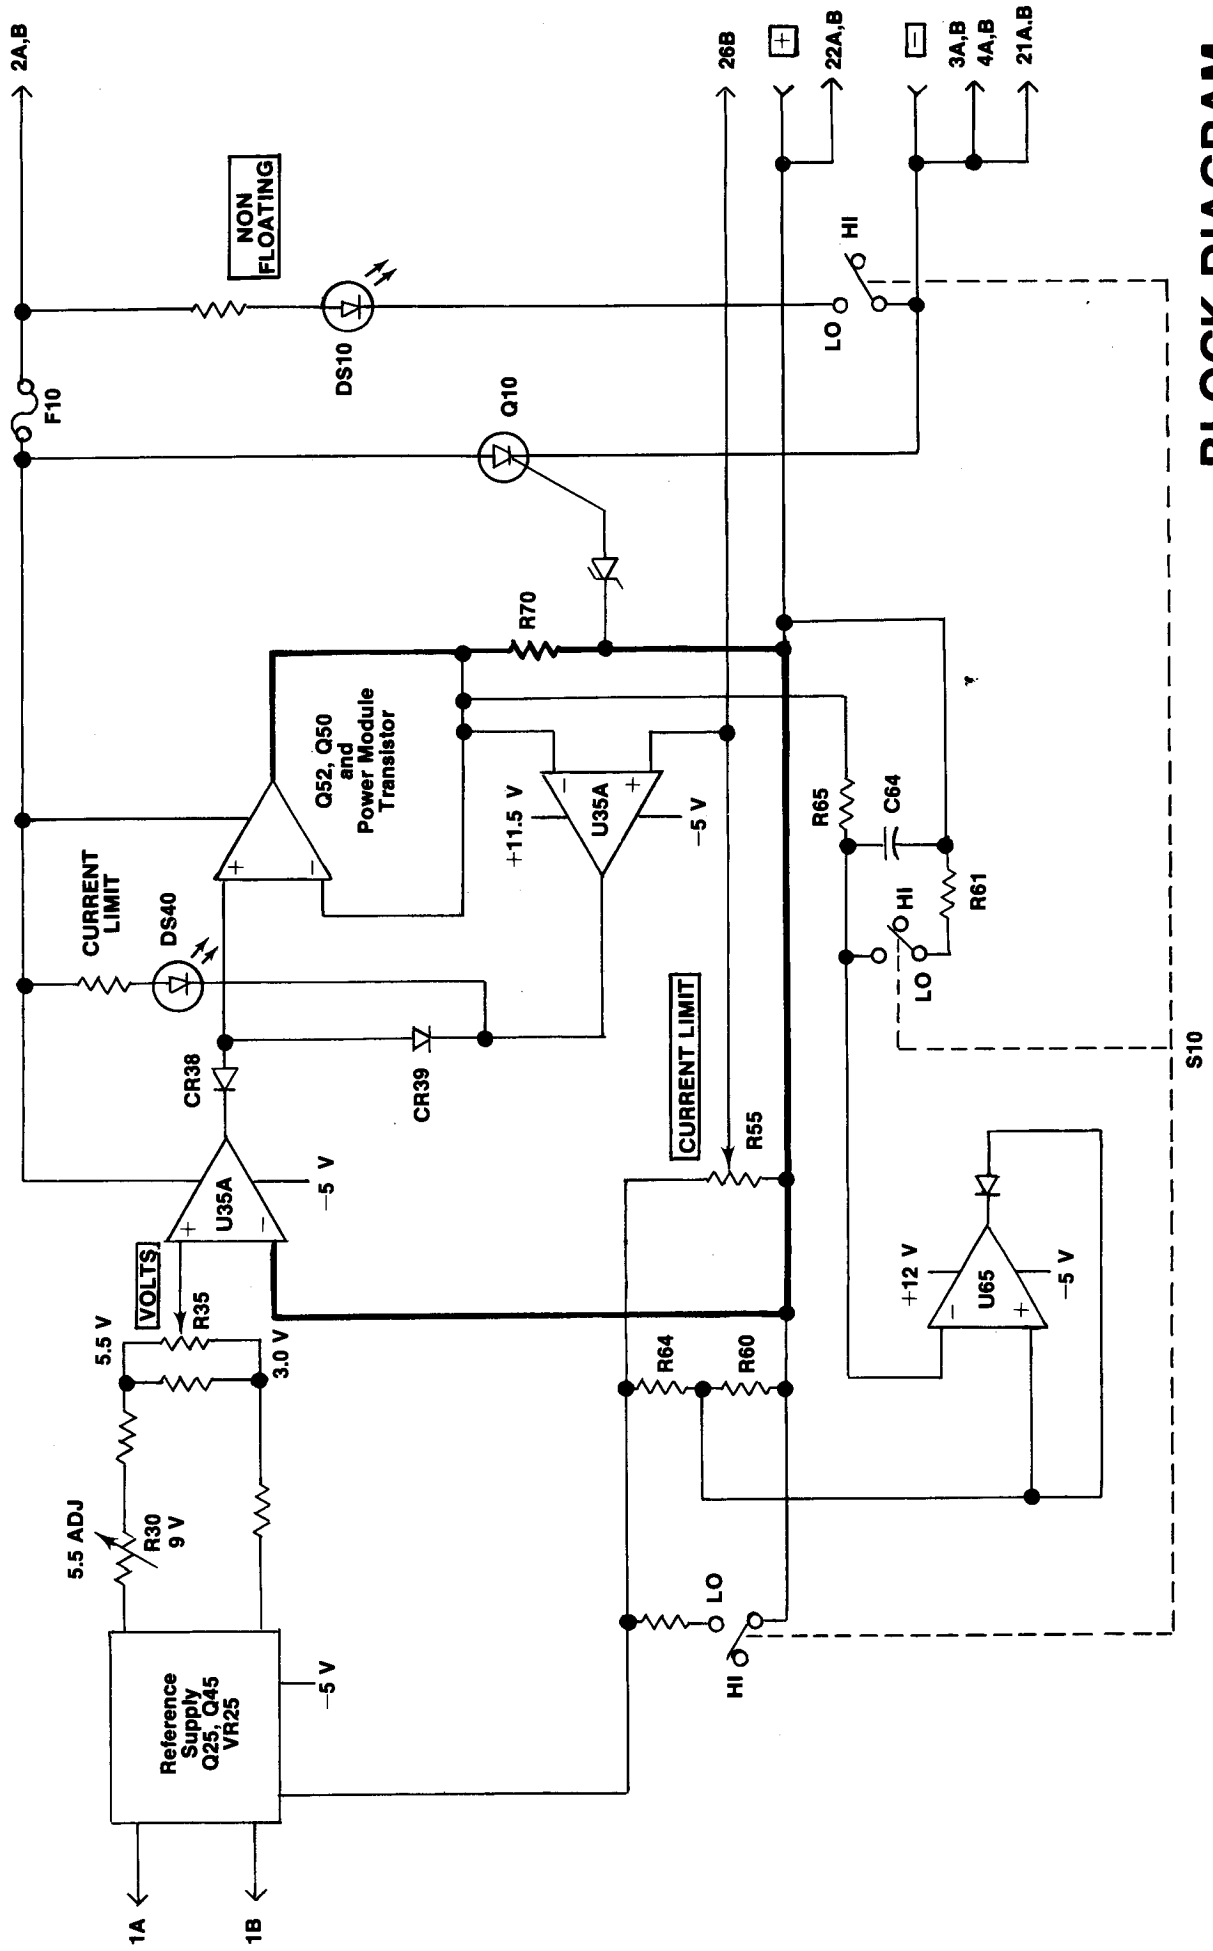 2A,B
F10
NON
FLOATING
DS10
Q10
LO
HI
26B
+
22A,B
−
3A,B
4A,B
21A.B
CURRENT
LIMIT
DS40
+
−
Q52, Q50
and
Power Module
Transistor
R70
CR38
CR39
+11.5 V
−
+
U35A
−5 V
CURRENT LIMIT
R55
R65
C64
R61
HI
LO
S10
VOLTS
5.5 V
R35
3.0 V
+
−
U35A
−5 V
5.5 ADJ
R30
9 V
Reference
Supply
Q25, Q45
VR25
−5 V
1A
1B
R64
R60
LO
HI
+12 V
−
+
U65
−5 V